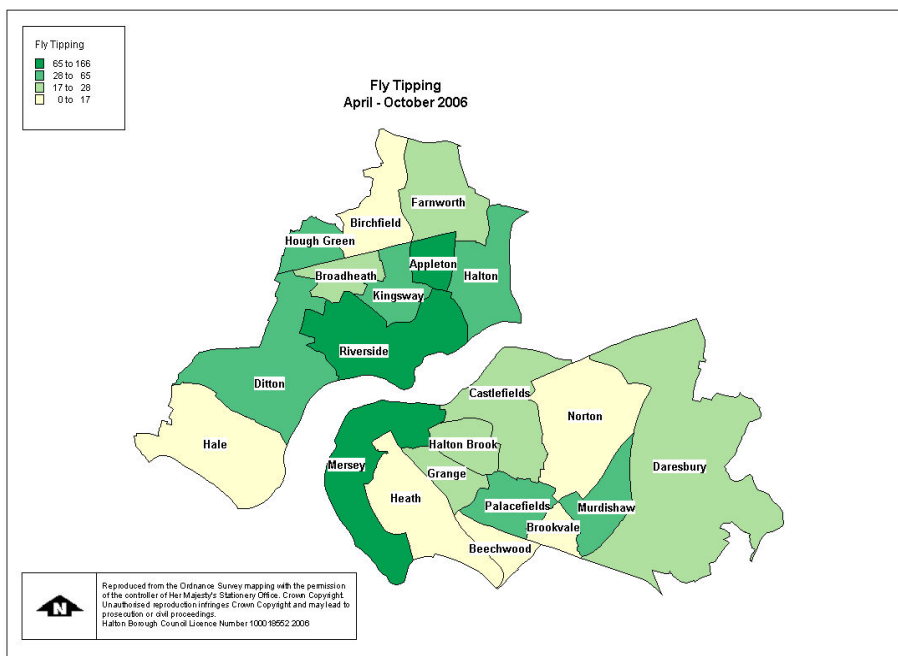 Fly Tipping
65 to 166
28 to 65
17 to 28
0 to 17
Fly Tipping
April - October 2006
Farnworth
Birchfield
Hough Green
Appleton
Broadheath
Halton
Kingsway
Riverside
Ditton
Castlefields
Norton
Hale
Halton Brook
Mersey
Daresbury
Grange
Heath
Palacefields
Murdishaw
Brookvale
Beechwood
N
Reproduced from the Ordnance Survey mapping with the permission
of the controller of Her Majesty's Stationery Office. Crown Copyright.
Unauthorised reproduction infringes Crown Copyright and may lead to
prosecution or civil proceedings.
Halton Borough Council Licence Number 100018552 2006